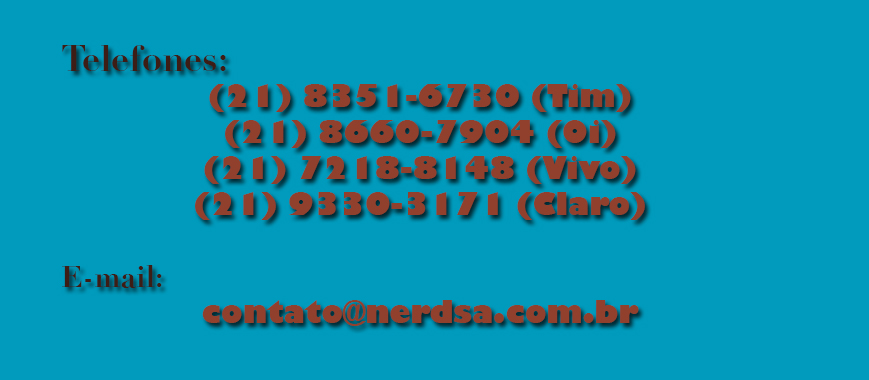 Telefones:
(21) 8351-6730 (Tim)
(21) 8660-7904 (Oi)
(21) 7218-8148 (Vivo)
(21) 9330-3171 (Claro)
E-mail:
contato@nerdsa.com.br